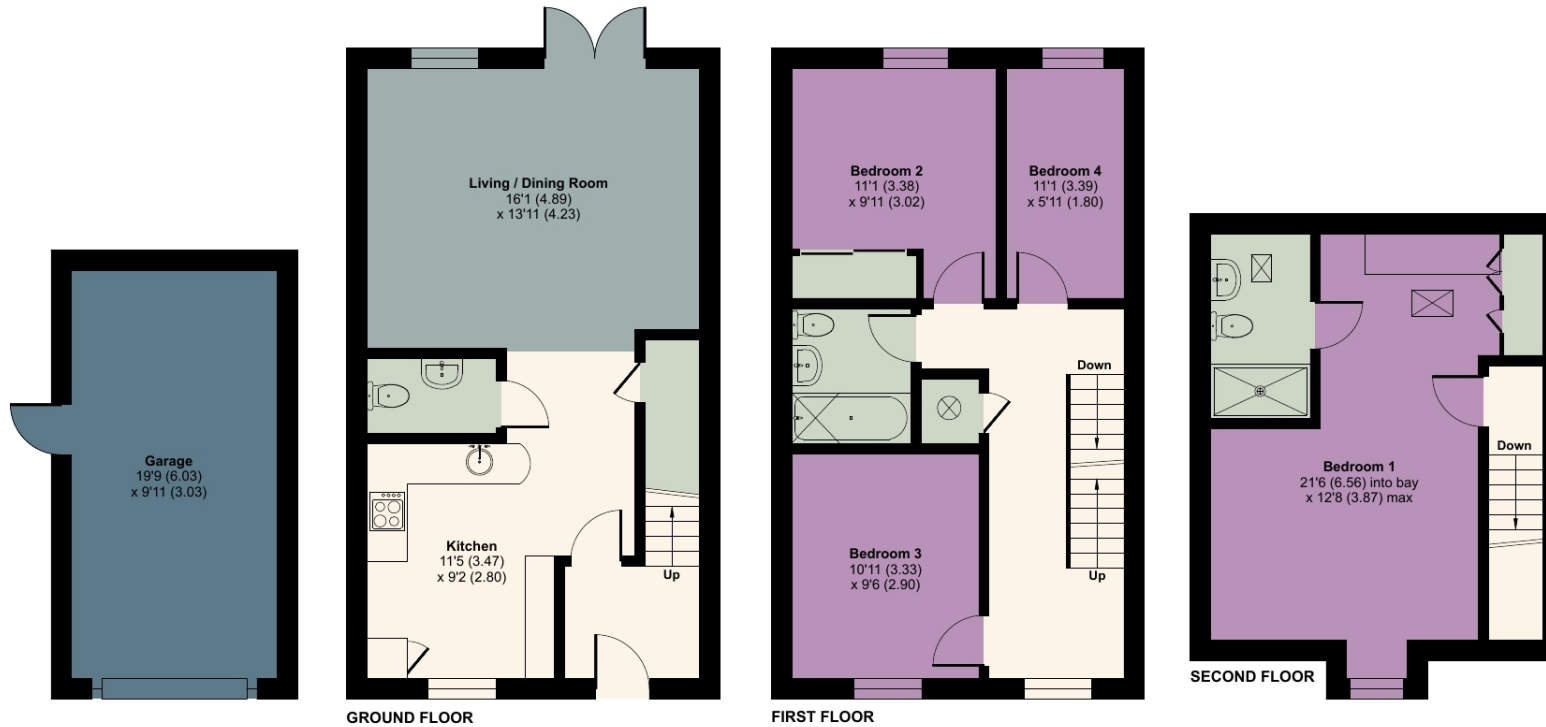 Garage
19'9 (6.03)
x 9'11 (3.03)
Living / Dining Room
16'1 (4.89)
x 13'11 (4.23)
Kitchen
11'5 (3.47)
x 9'2 (2.80)
Up
GROUND FLOOR
Bedroom 2
11'1 (3.38)
x 9'11 (3.02)
Bedroom 4
11'1 (3.39)
x 5'11 (1.80)
Down
Bedroom 3
10'11 (3.33)
x 9'6 (2.90)
Up
FIRST FLOOR
Down
Bedroom 1
21'6 (6.56) into bay
x 12'8 (3.87) max
SECOND FLOOR